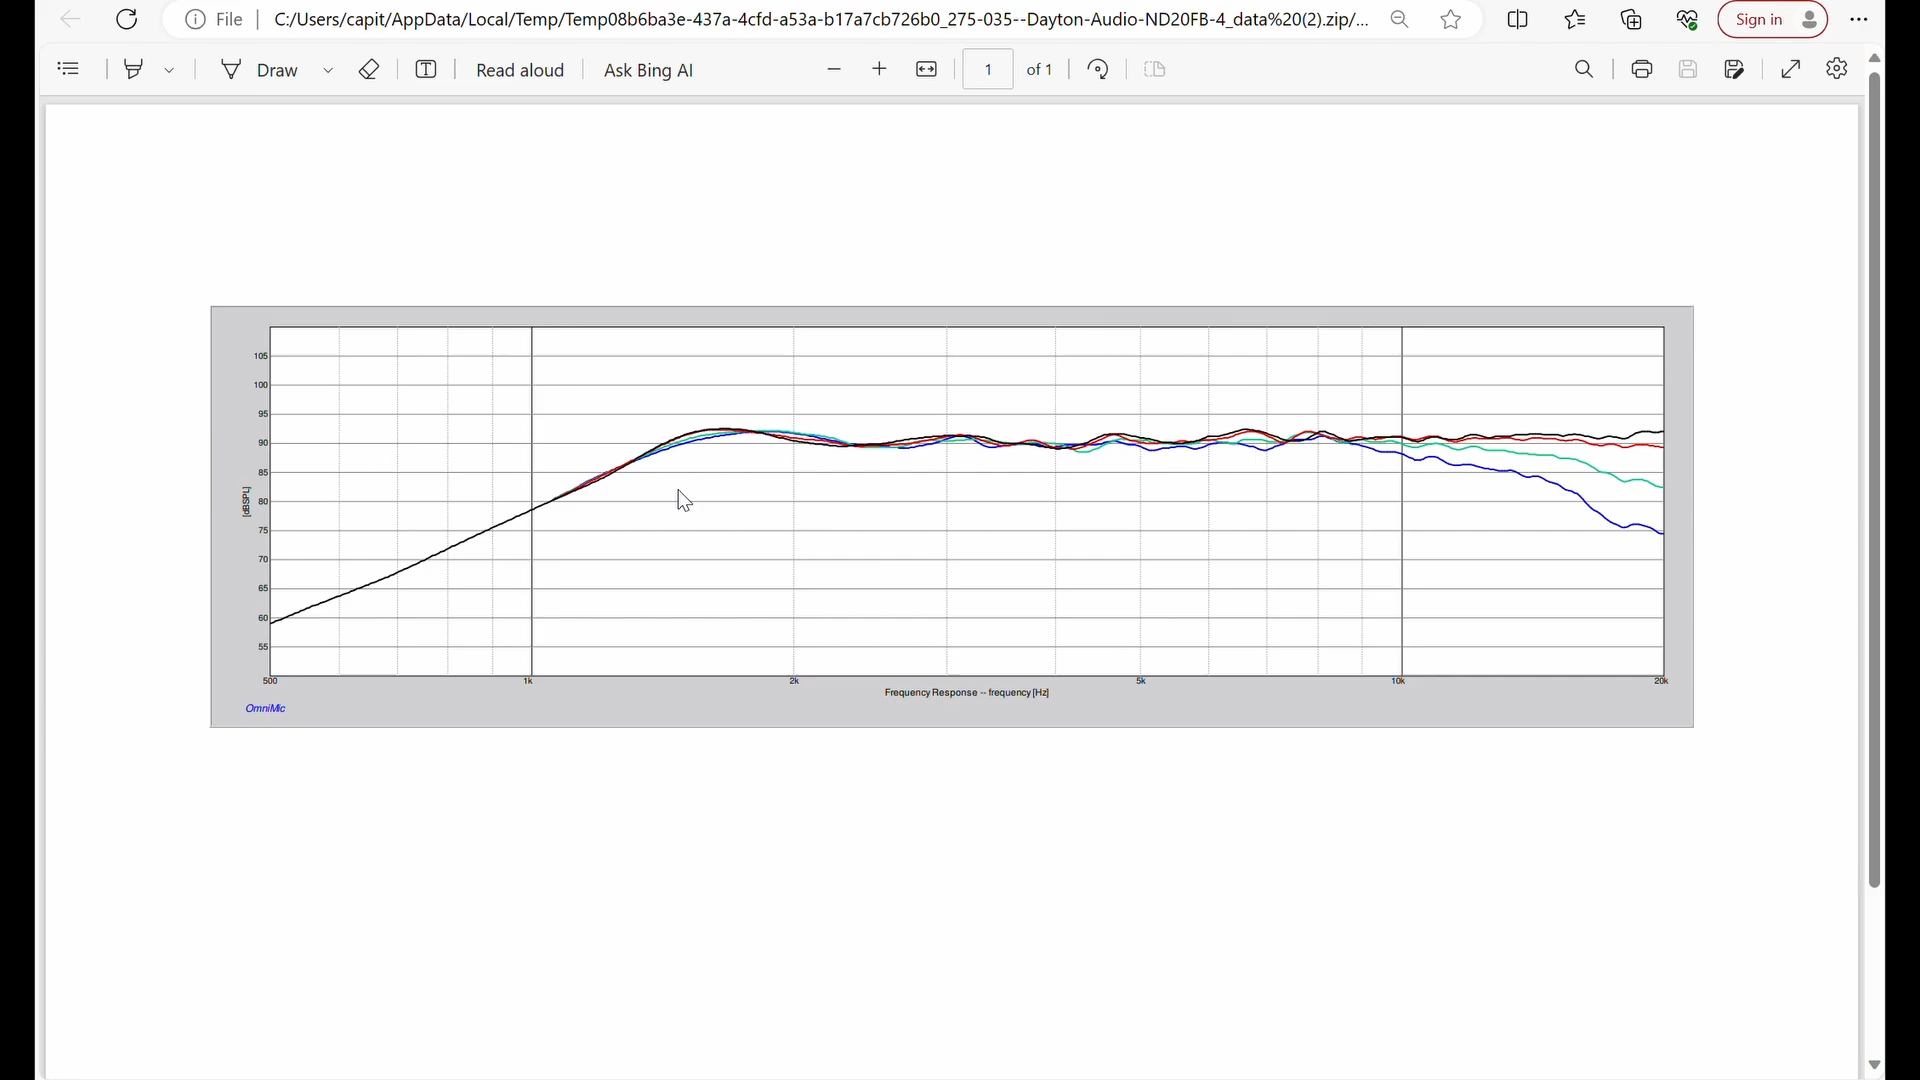 File C:/Users/capit/AppData/Local/Temp/Temp08b6ba3e-437a-4cfd-a53a-b17a7cb726b0_275-035--Dayton-Audio-ND20FB-4_data%20(2).zip/... Sign in
Draw Read aloud Ask Bing AI 1 of 1
105
100
95
90
85
80
75
70
65
60
55
[dBSPL]
500 1k 2k 5k 10k 20k
Frequency Response -- frequency [Hz]
OmniMic